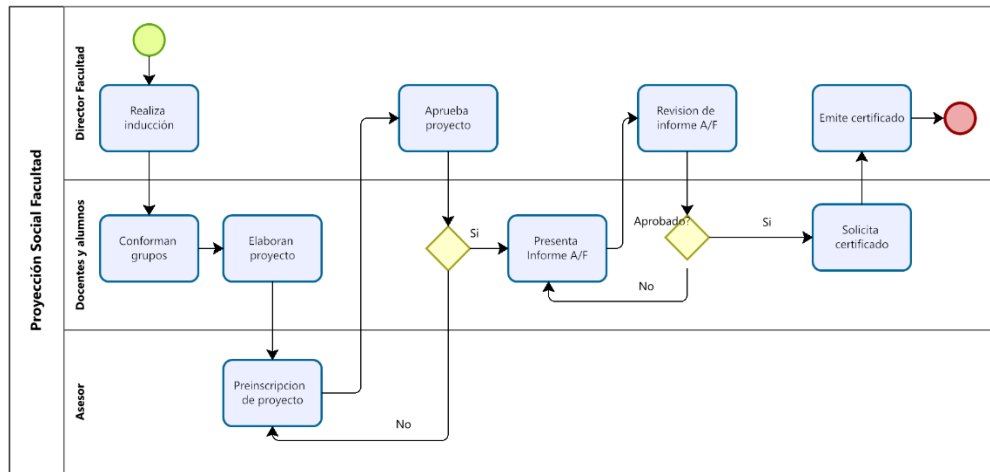 Proyección Social Facultad
Director Facultad
Realiza
inducción
Aprueba
proyecto
Revision de
informe A/F
Emite certificado
Docentes y alumnos
Conforman
grupos
Elaboran
proyecto
Si
Presenta
Informe A/F
Aprobado?
Si
No
Solicita
certificado
Asesor
Preinscripcion
de proyecto
No